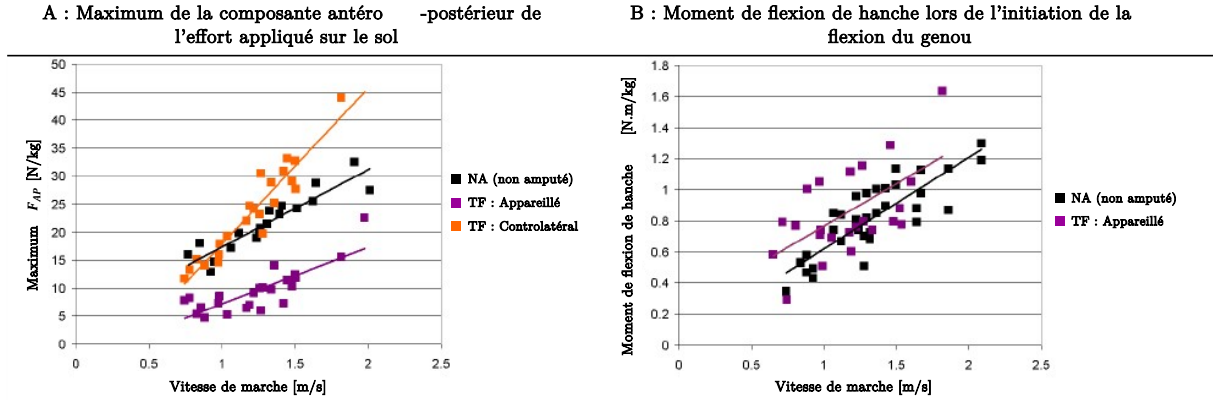 A : Maximum de la composante antéro -postérieur de
l'effort appliqué sur le sol
B : Moment de flexion de hanche lors de l'initiation de la
flexion du genou
50
45
40
35
30
25
20
15
10
5
0
0
0.5
1
1.5
2
2.5
Maximum F_AP [N/kg]
Vitesse de marche [m/s]
NA (non amputé)
TF : Appareillé
TF : Controlatéral
1.8
1.6
1.4
1.2
1
0.8
0.6
0.4
0.2
0
0
0.5
1
1.5
2
2.5
Moment de flexion de hanche [N.m/kg]
Vitesse de marche [m/s]
NA (non amputé)
TF : Appareillé